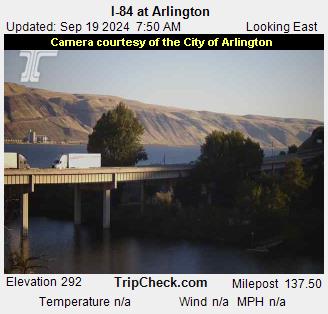 I-84 at Arlington
Updated: Sep 19 2024 7:50 AM Looking East
Camera courtesy of the City of Arlington
Elevation 292 TripCheck.com Milepost 137.50
Temperature n/a Wind n/a MPH n/a